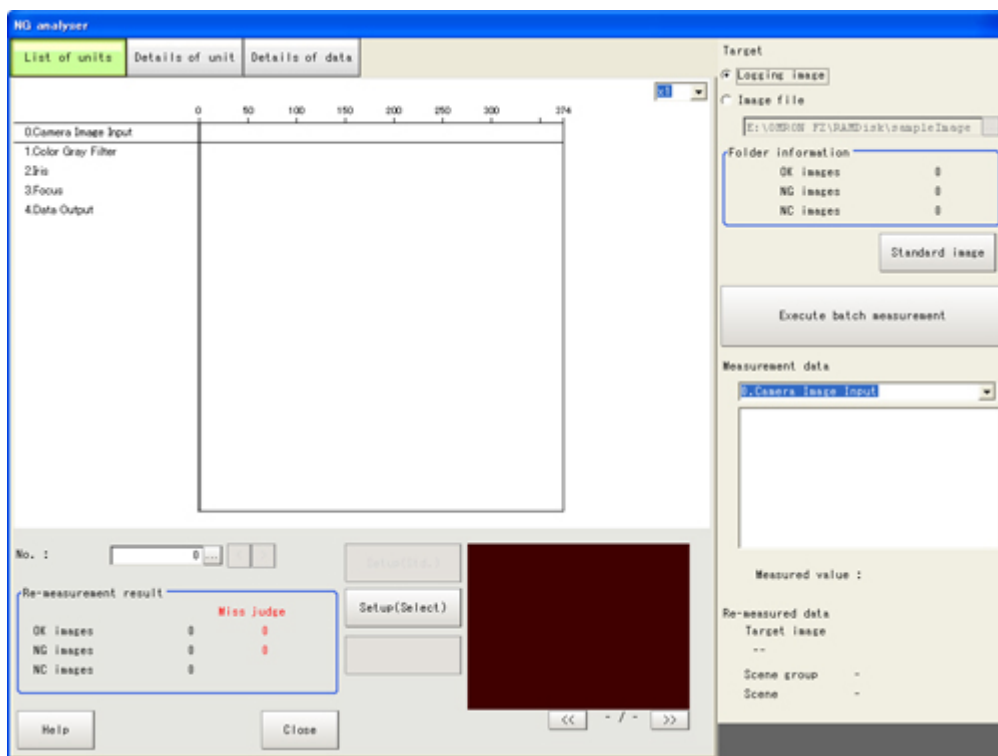 NG analyser
List of units
Details of unit
Details of data
x1
0 50 100 150 200 250 300 374
0.Camera Image Input
1.Color Gray Filter
2.Iris
3.Focus
4.Data Output
Target
Logging image
Image file
E:\OMRON FZ\RAMDisk\sampleImage
Folder information
OK images 0
NG images 0
NC images 0
Standard image
Execute batch measurement
Measurement data
0.Camera Image Input
Measured value :
Re-measured data
Target image
--
Scene group -
Scene -
No. : 0 ...
Re-measurement result
Miss judge
OK images 0 0
NG images 0 0
NC images 0
Setup(Std.)
Setup(Select)
<< - / - >>
Help
Close